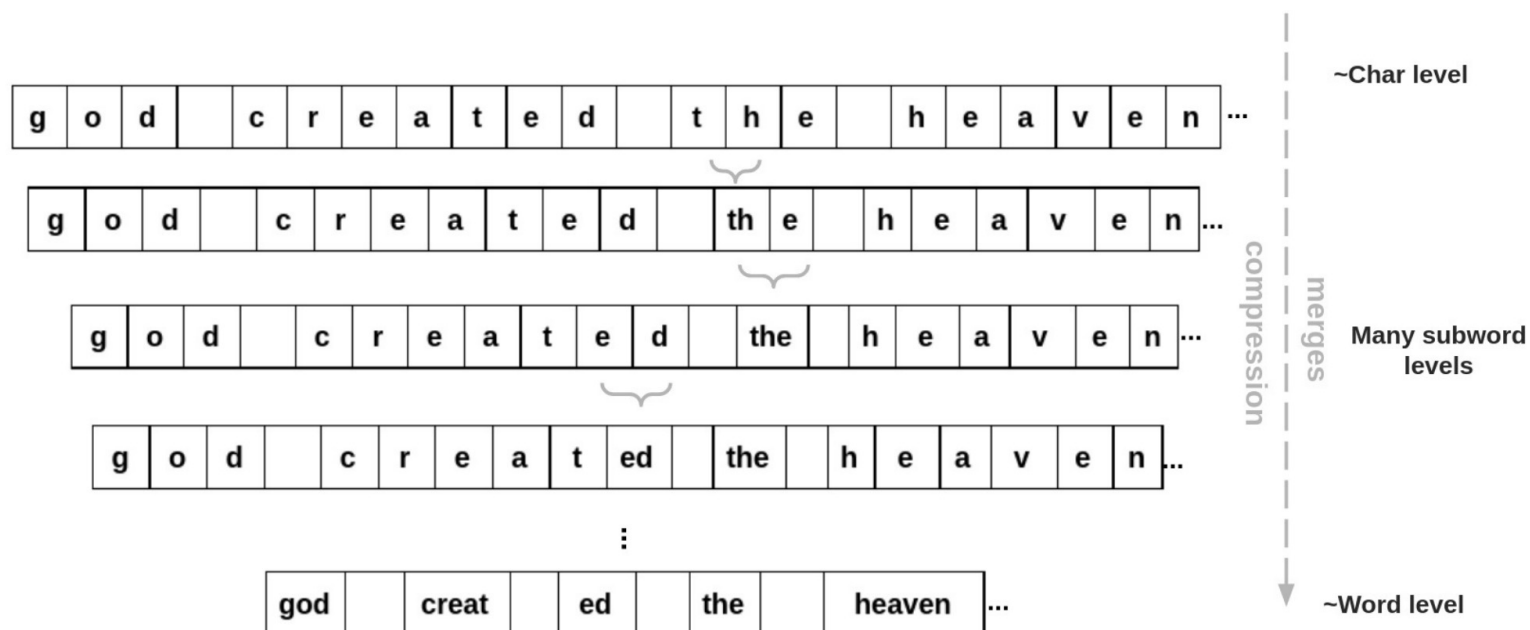 ~Char level
g o d c r e a t e d t h e h e a v e n ...
g o d c r e a t e d th e h e a v e n ...
compression
merges
g o d c r e a t e d the h e a v e n ...
Many subword
levels
g o d c r e a t ed the h e a v e n ...
⋮
god creat ed the heaven ...
~Word level